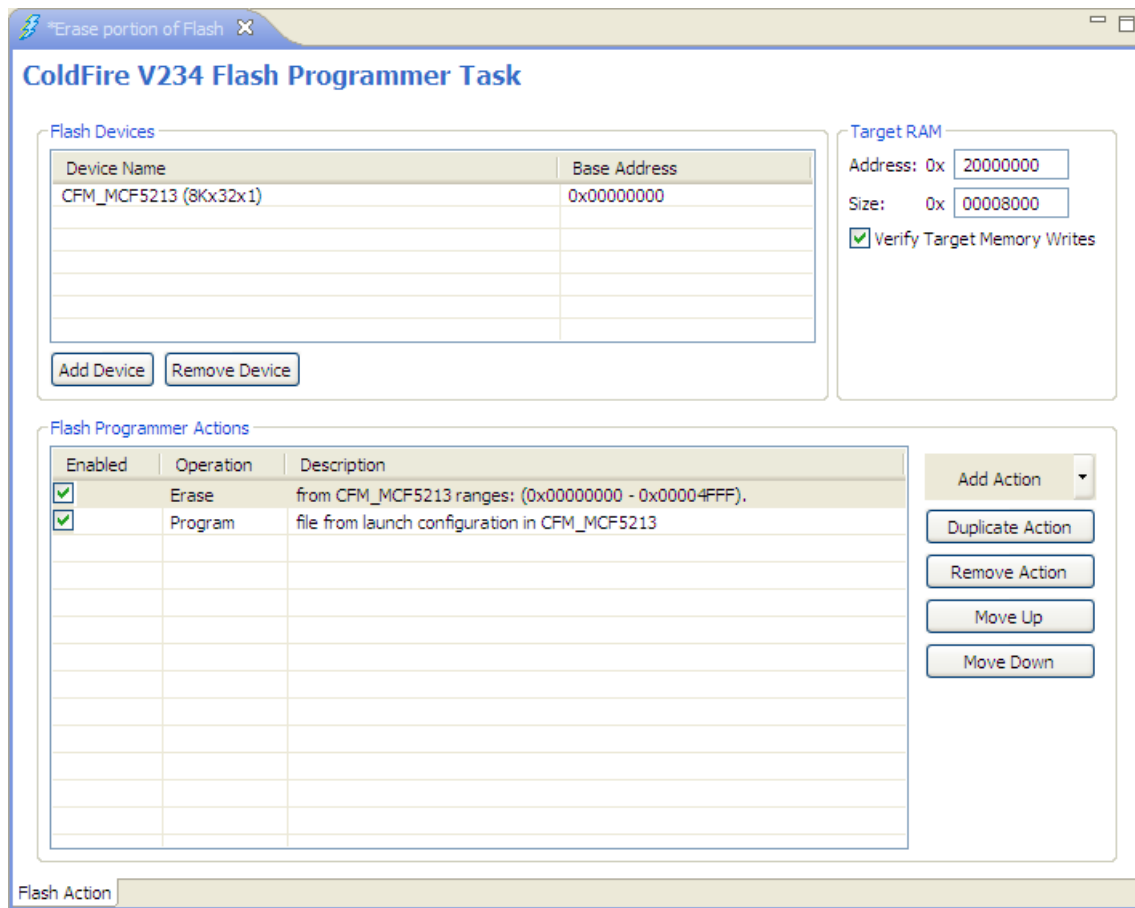 *Erase portion of Flash
ColdFire V234 Flash Programmer Task
Flash Devices
Device Name Base Address
CFM_MCF5213 (8Kx32x1) 0x00000000
Add Device Remove Device
Target RAM
Address: 0x 20000000
Size: 0x 00008000
Verify Target Memory Writes
Flash Programmer Actions
Enabled Operation Description
Erase from CFM_MCF5213 ranges: (0x00000000 - 0x00004FFF).
Program file from launch configuration in CFM_MCF5213
Add Action
Duplicate Action
Remove Action
Move Up
Move Down
Flash Action